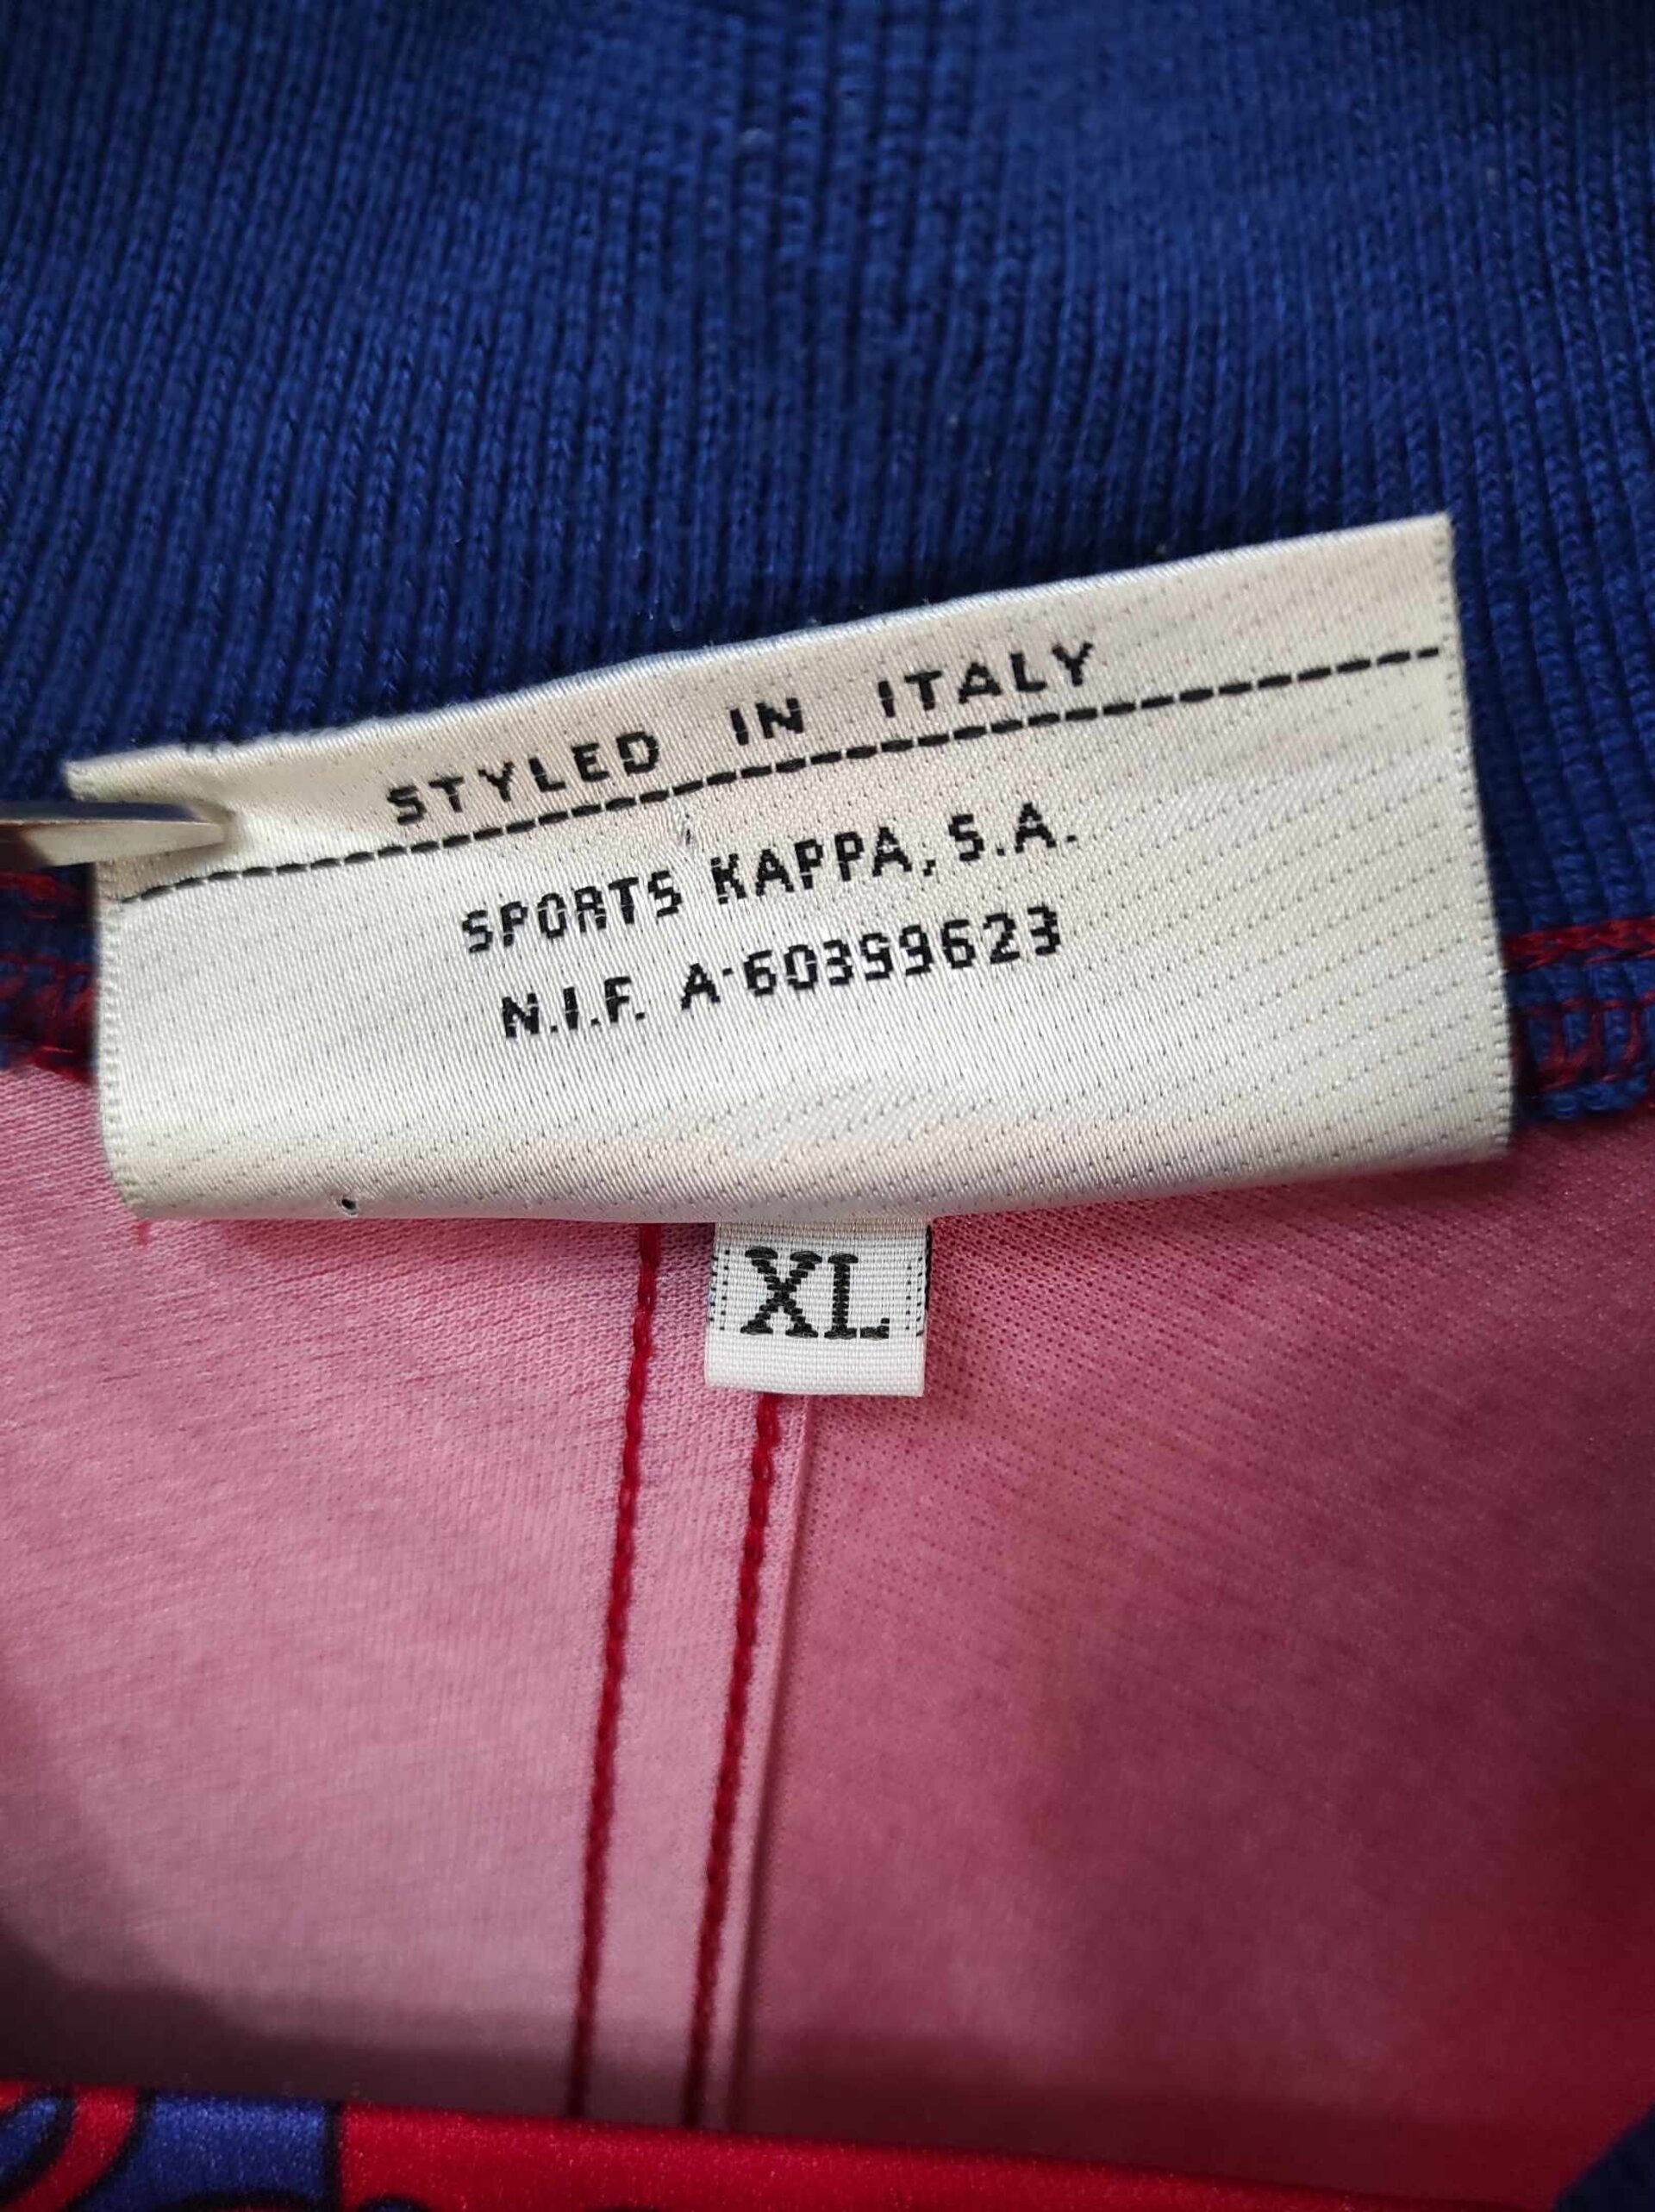 STYLED IN ITALY
SPORTS KAPPA, S.A.
N.I.F. A-60399623
XL